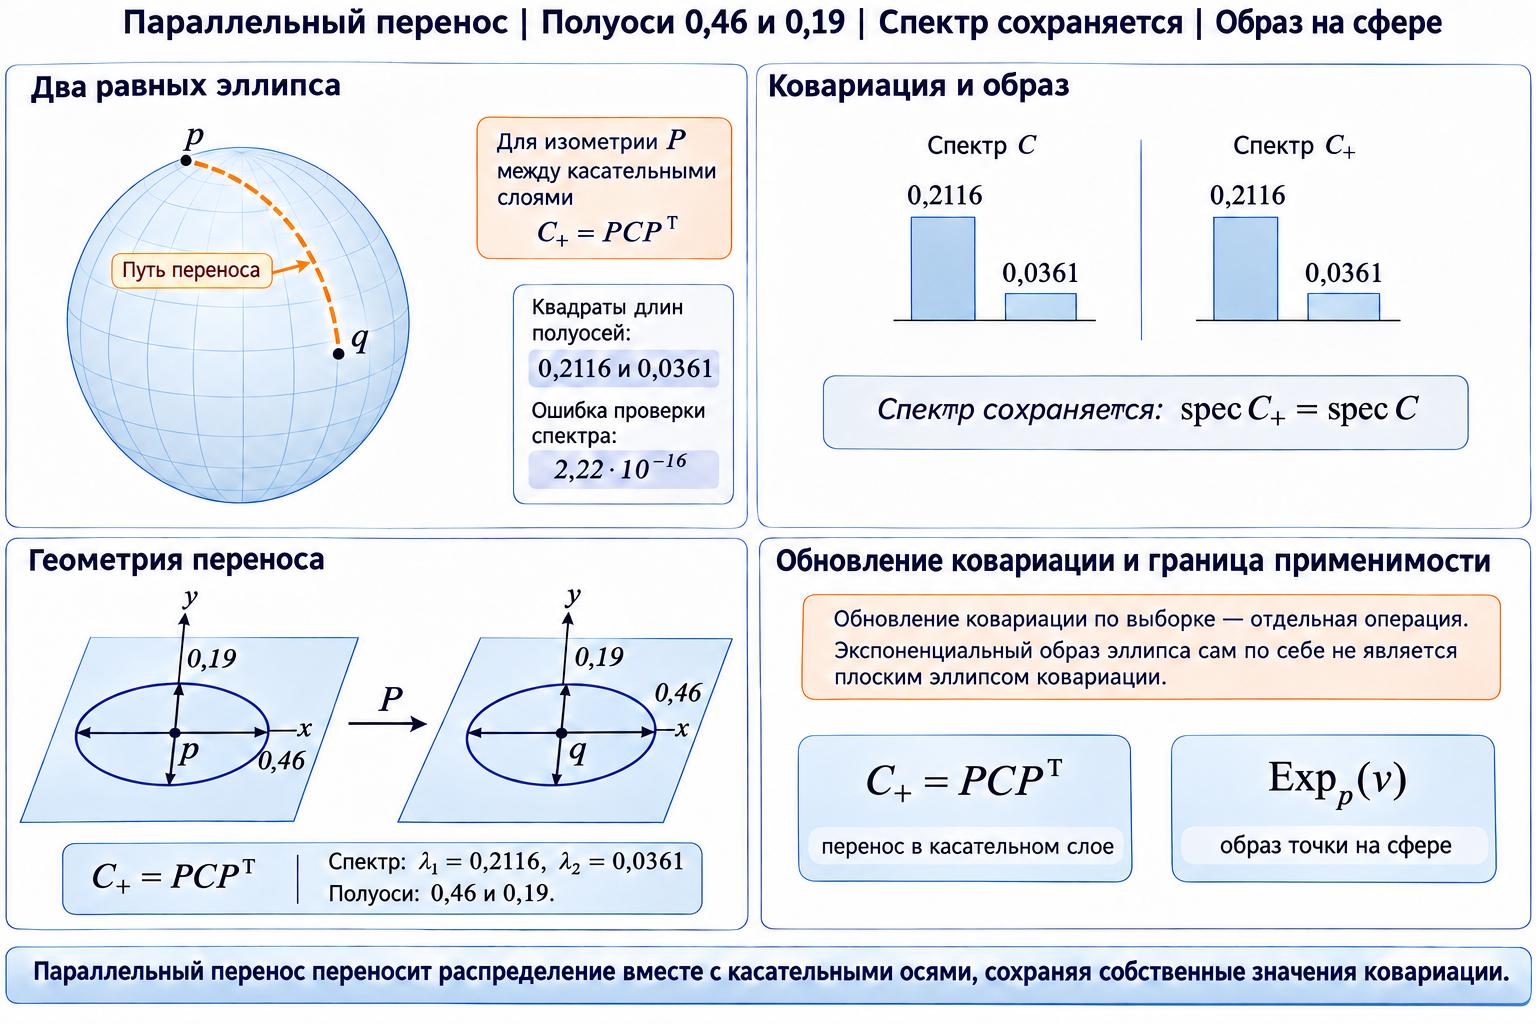 Параллельный перенос | Полуоси 0,46 и 0,19 | Спектр сохраняется | Образ на сфере
Два равных эллипса
p
Путь переноса
q
Для изометрии P
между касательными
слоями
C₊ = PCPᵀ
Квадраты длин
полуосей:
0,2116 и 0,0361
Ошибка проверки
спектра:
2,22 · 10⁻¹⁶
Ковариация и образ
Спектр C
0,2116
0,0361
Спектр C₊
0,2116
0,0361
Спектр сохраняется: spec C₊ = spec C
Геометрия переноса
y
0,19
x
p
0,46
P
y
0,19
0,46
x
q
C₊ = PCPᵀ
Спектр: λ₁ = 0,2116, λ₂ = 0,0361
Полуоси: 0,46 и 0,19.
Обновление ковариации и граница применимости
Обновление ковариации по выборке — отдельная операция.
Экспоненциальный образ эллипса сам по себе не является
плоским эллипсом ковариации.
C₊ = PCPᵀ
перенос в касательном слое
Expₚ(v)
образ точки на сфере
Параллельный перенос переносит распределение вместе с касательными осями, сохраняя собственные значения ковариации.